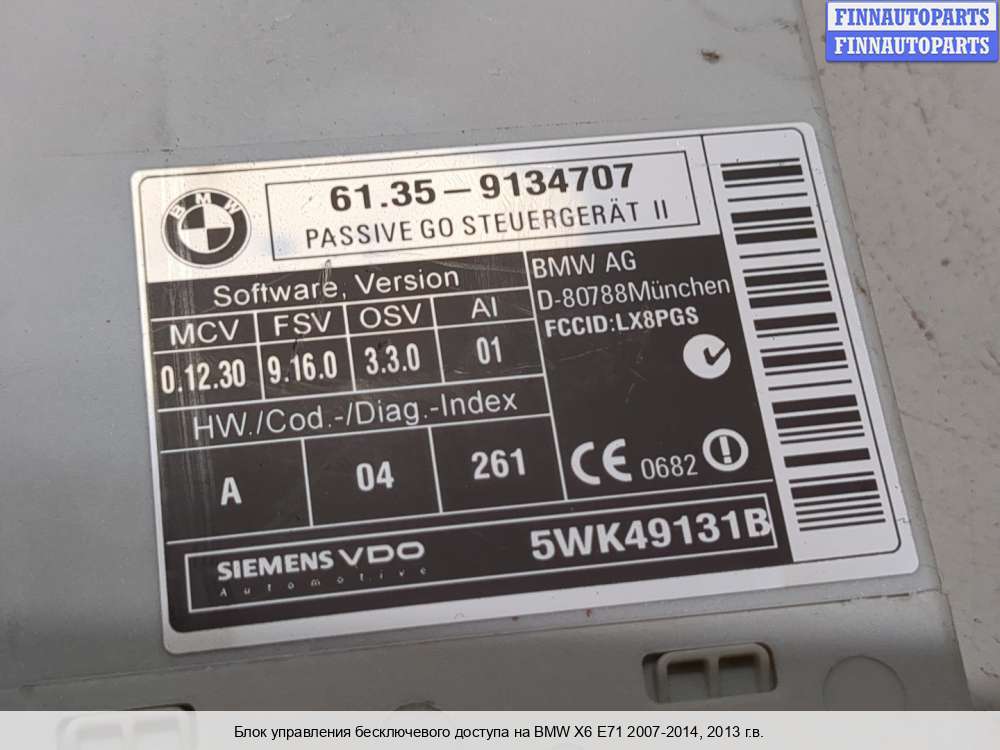 FINNAUTOPARTS
FINNAUTOPARTS
BMW
61.35 – 9134707
PASSIVE GO STEUERGERÄT II
Software, Version
MCV FSV OSV AI
0.12.30 9.16.0 3.3.0 01
HW./Cod.-/Diag.-Index
A 04 261
BMW AG
D-80788München
FCCID:LX8PGS
CE 0682
SIEMENS VDO
Automotive
5WK49131B
Блок управления бесключевого доступа на BMW X6 E71 2007-2014, 2013 г.в.